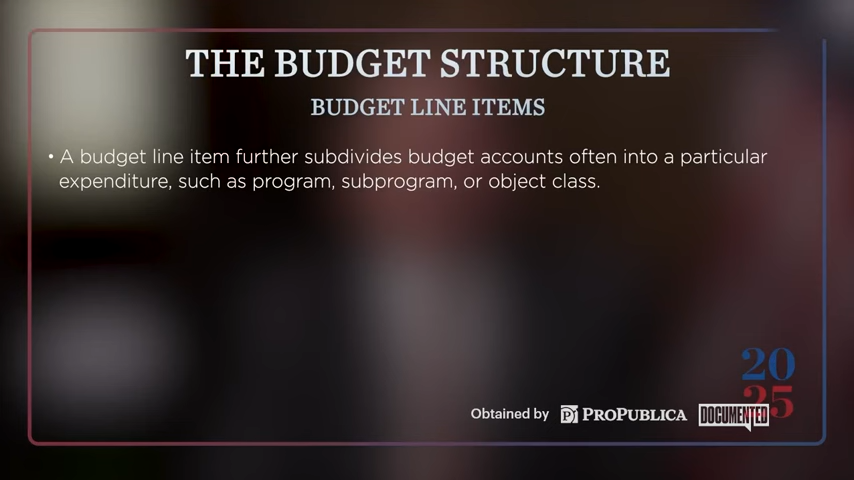 THE BUDGET STRUCTURE
BUDGET LINE ITEMS
• A budget line item further subdivides budget accounts often into a particular
expenditure, such as program, subprogram, or object class.
20
25
Obtained by PROPUBLICA DOCUMENTED